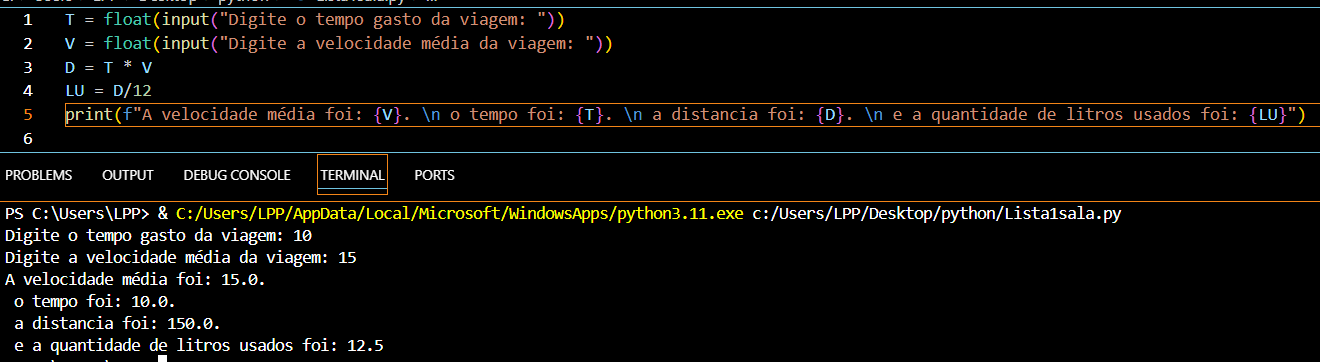 1 T = float(input("Digite o tempo gasto da viagem: "))
2 V = float(input("Digite a velocidade média da viagem: "))
3 D = T * V
4 LU = D/12
5 print(f"A velocidade média foi: {V}. \n o tempo foi: {T}. \n a distancia foi: {D}. \n e a quantidade de litros usados foi: {LU}")
6
PROBLEMS OUTPUT DEBUG CONSOLE TERMINAL PORTS
PS C:\Users\LPP> & C:/Users/LPP/AppData/Local/Microsoft/WindowsApps/python3.11.exe c:/Users/LPP/Desktop/python/Lista1sala.py
Digite o tempo gasto da viagem: 10
Digite a velocidade média da viagem: 15
A velocidade média foi: 15.0.
 o tempo foi: 10.0.
 a distancia foi: 150.0.
 e a quantidade de litros usados foi: 12.5